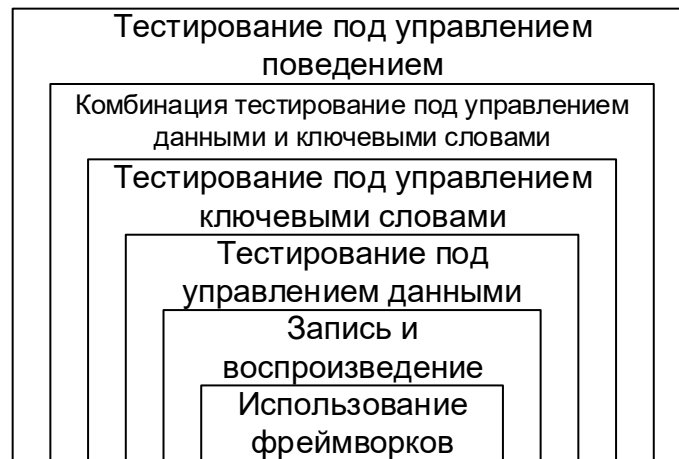 Тестирование под управлением
поведением
Комбинация тестирование под управлением
данными и ключевыми словами
Тестирование под управлением
ключевыми словами
Тестирование под
управлением данными
Запись и
воспроизведение
Использование
фреймворков